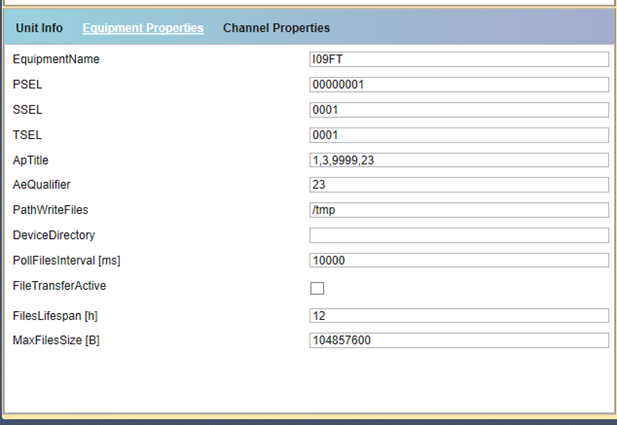 Unit Info Equipment Properties Channel Properties
EquipmentName I09FT
PSEL 00000001
SSEL 0001
TSEL 0001
ApTitle 1,3,9999,23
AeQualifier 23
PathWriteFiles /tmp
DeviceDirectory
PollFilesInterval [ms] 10000
FileTransferActive
FilesLifespan [h] 12
MaxFilesSize [B] 104857600